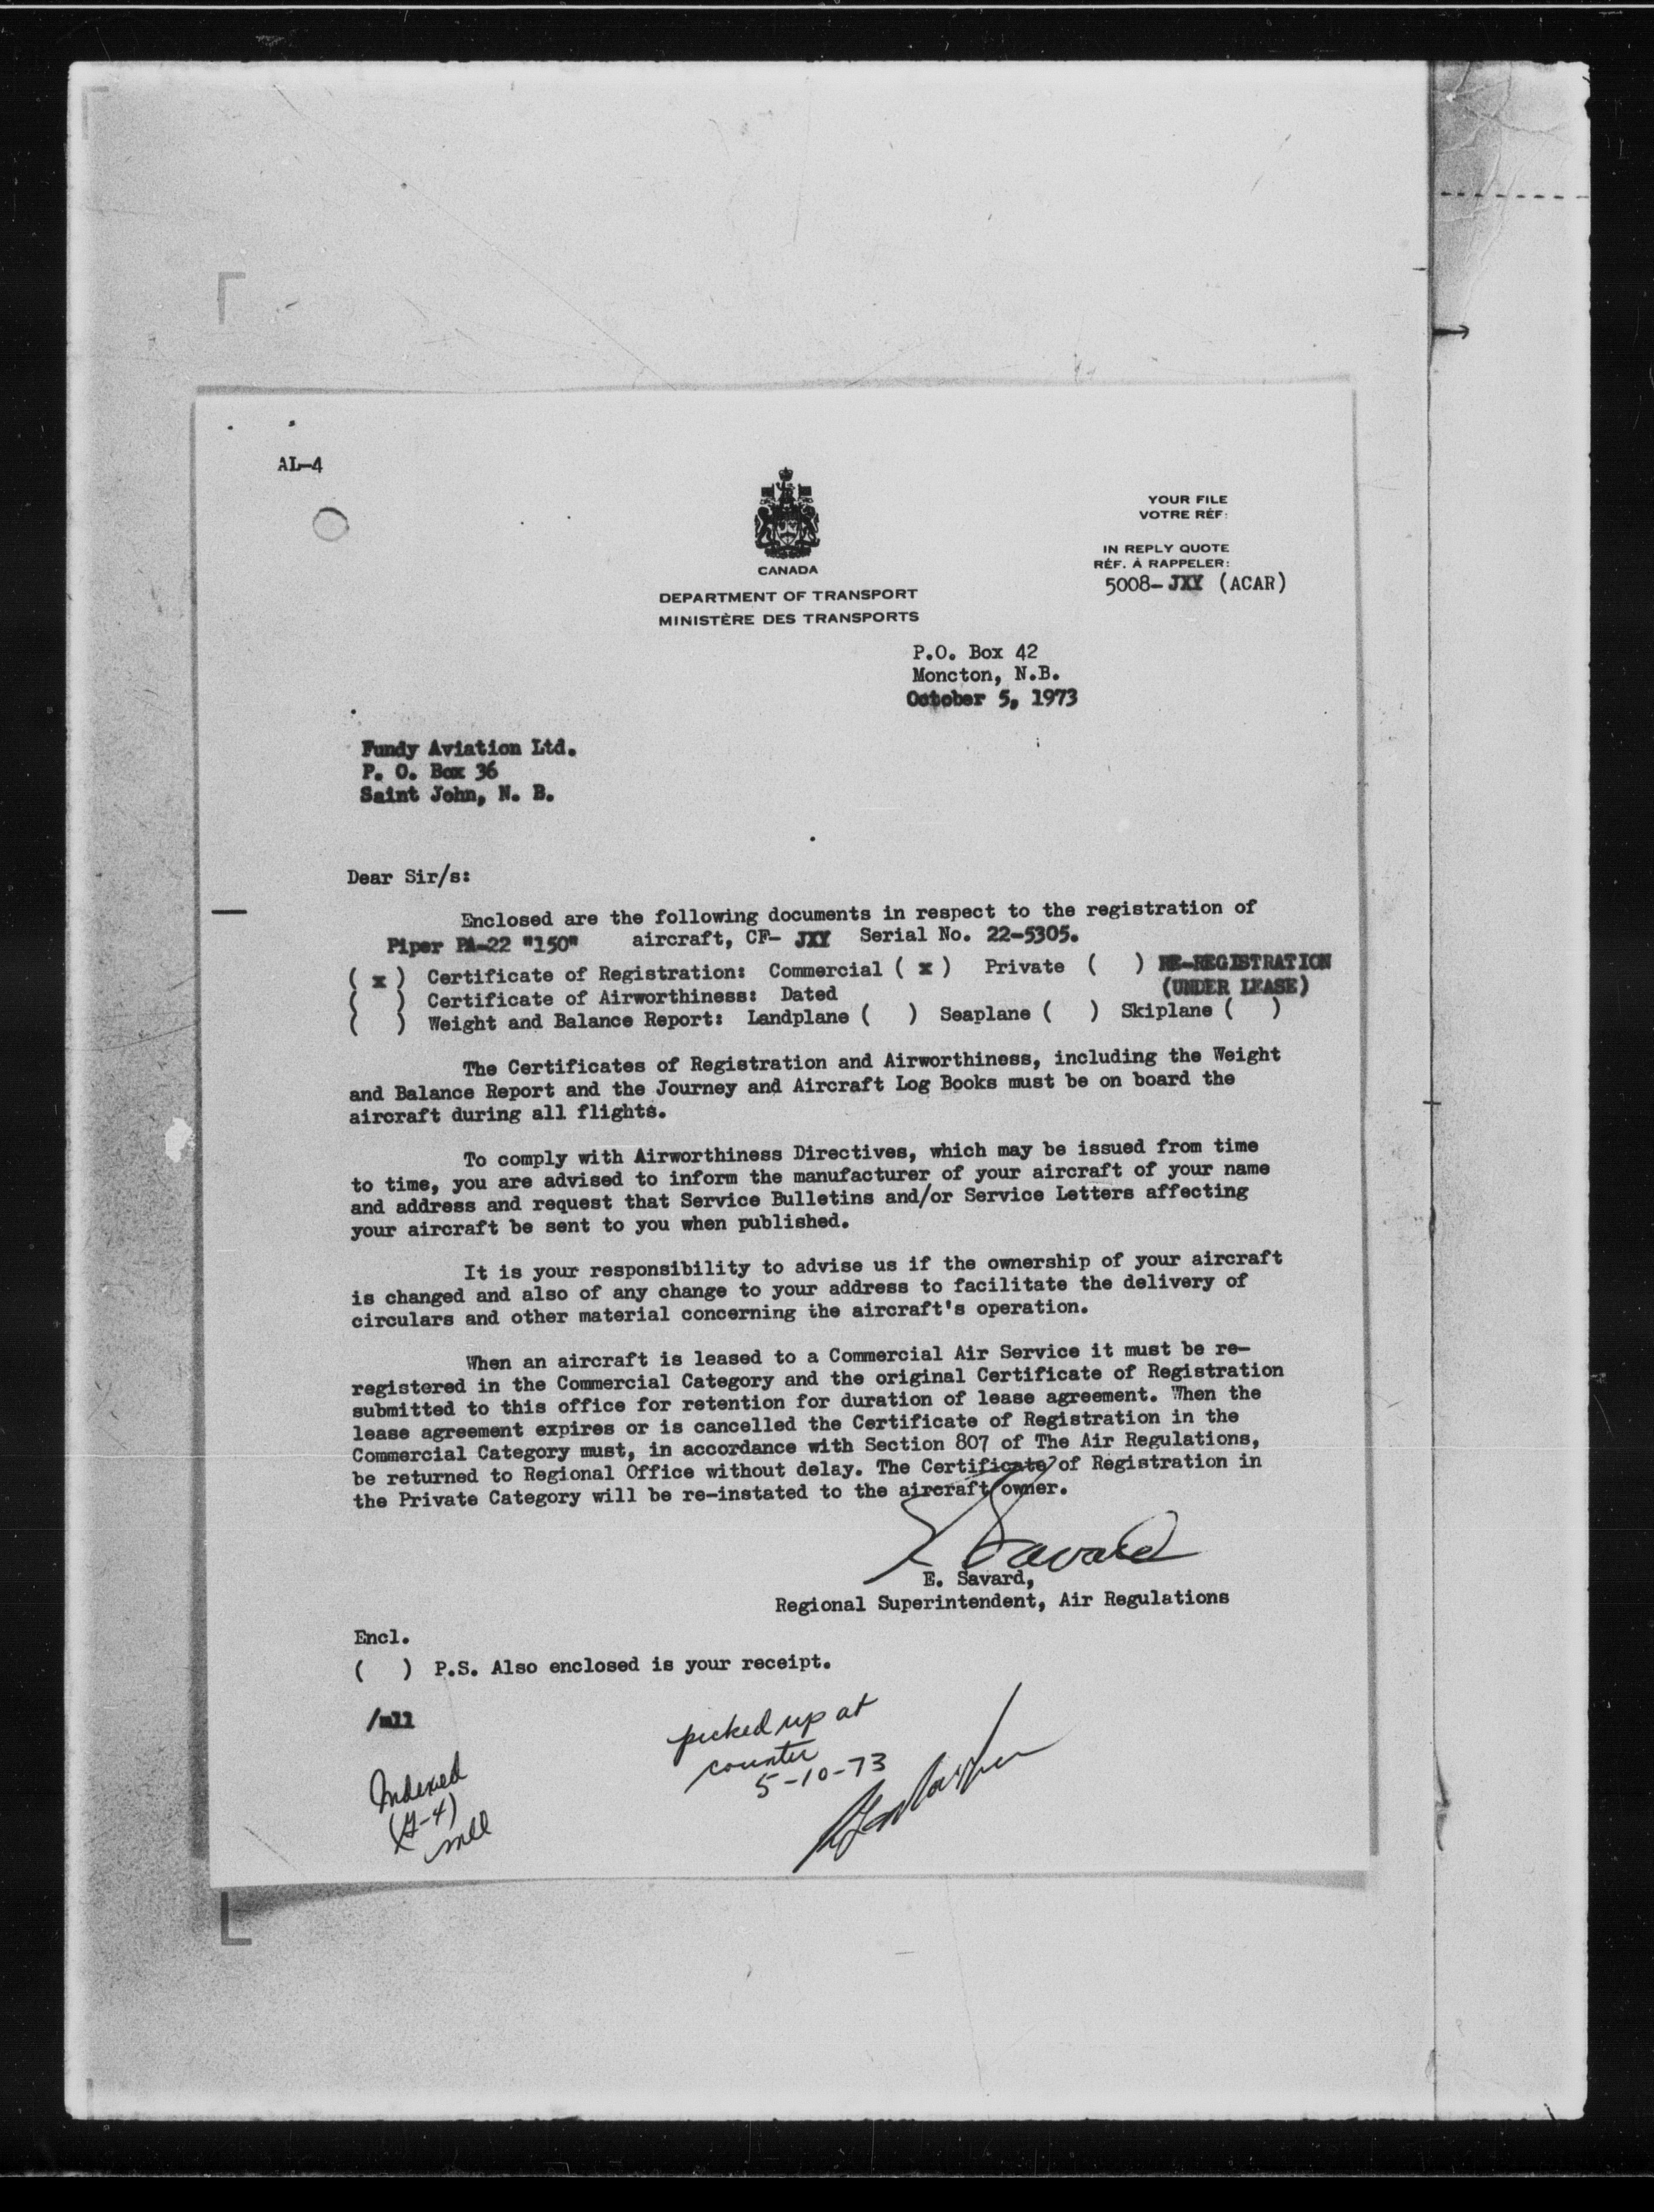 AL-4
CANADA
DEPARTMENT OF TRANSPORT
MINISTÈRE DES TRANSPORTS
YOUR FILE
VOTRE RÉF:
IN REPLY QUOTE
RÉF. À RAPPELER:
5008-JXY (ACAR)
P.O. Box 42
Moncton, N.B.
October 5, 1973
Fundy Aviation Ltd.
P. O. Box 36
Saint John, N. B.
Dear Sir/s:
Enclosed are the following documents in respect to the registration of
Piper PA-22 "150" aircraft, CF- JXY Serial No. 22-5305.
( x ) Certificate of Registration: Commercial ( x ) Private ( ) RE-REGISTRATION
(UNDER LEASE)
( ) Certificate of Airworthiness: Dated
( ) Weight and Balance Report: Landplane ( ) Seaplane ( ) Skiplane ( )
The Certificates of Registration and Airworthiness, including the Weight
and Balance Report and the Journey and Aircraft Log Books must be on board the
aircraft during all flights.
To comply with Airworthiness Directives, which may be issued from time
to time, you are advised to inform the manufacturer of your aircraft of your name
and address and request that Service Bulletins and/or Service Letters affecting
your aircraft be sent to you when published.
It is your responsibility to advise us if the ownership of your aircraft
is changed and also of any change to your address to facilitate the delivery of
circulars and other material concerning the aircraft's operation.
When an aircraft is leased to a Commercial Air Service it must be re-
registered in the Commercial Category and the original Certificate of Registration
submitted to this office for retention for duration of lease agreement. When the
lease agreement expires or is cancelled the Certificate of Registration in the
Commercial Category must, in accordance with Section 807 of The Air Regulations,
be returned to Regional Office without delay. The Certificate of Registration in
the Private Category will be re-instated to the aircraft owner.
E Savard
E. Savard,
Regional Superintendent, Air Regulations
Encl.
( ) P.S. Also enclosed is your receipt.
/mll
picked up at
counter
5-10-73
Indexed
mll